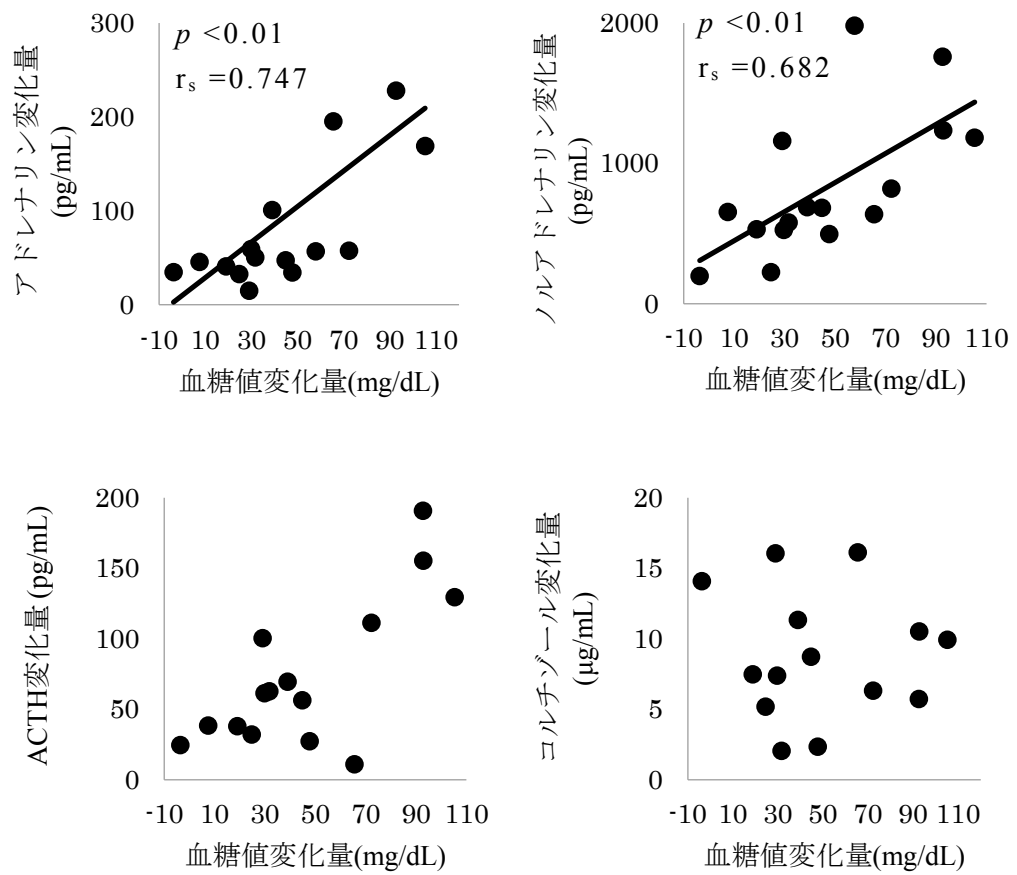 アドレナリン変化量
(pg/mL)
300
200
100
0
p <0.01
rs =0.747
-10 10 30 50 70 90 110
血糖値変化量(mg/dL)
ノルアドレナリン変化量
(pg/mL)
2000
1000
0
p <0.01
rs =0.682
-10 10 30 50 70 90 110
血糖値変化量(mg/dL)
ACTH変化量 (pg/mL)
200
150
100
50
0
-10 10 30 50 70 90 110
血糖値変化量(mg/dL)
コルチゾール変化量
(μg/mL)
20
15
10
5
0
-10 10 30 50 70 90 110
血糖値変化量(mg/dL)